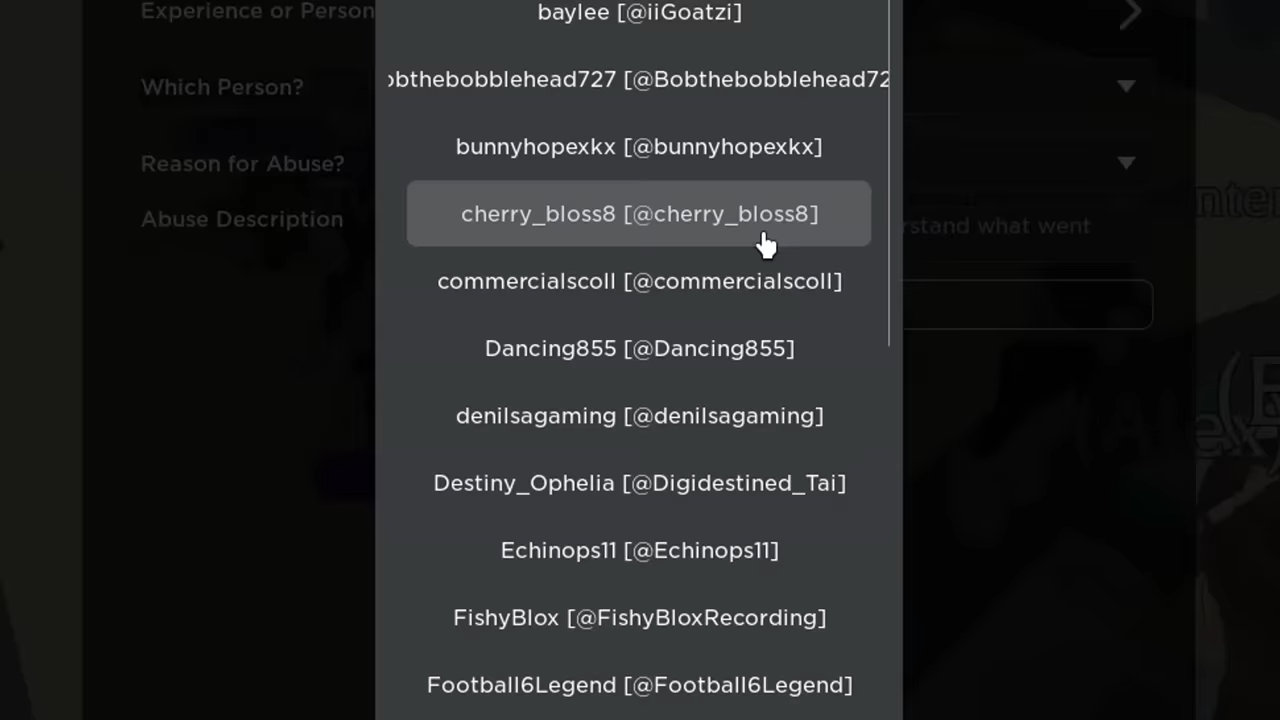 Experience or Person
Which Person?
Reason for Abuse?
Abuse Description
baylee [@iiGoatzi]
obthebobblehead727 [@Bobthebobblehead72
bunnyhopexkx [@bunnyhopexkx]
cherry_bloss8 [@cherry_bloss8]
commercialscoll [@commercialscoll]
Dancing855 [@Dancing855]
denilsagaming [@denilsagaming]
Destiny_Ophelia [@Digidestined_Tai]
Echinops11 [@Echinops11]
FishyBlox [@FishyBloxRecording]
Football6Legend [@Football6Legend]
rstand what went